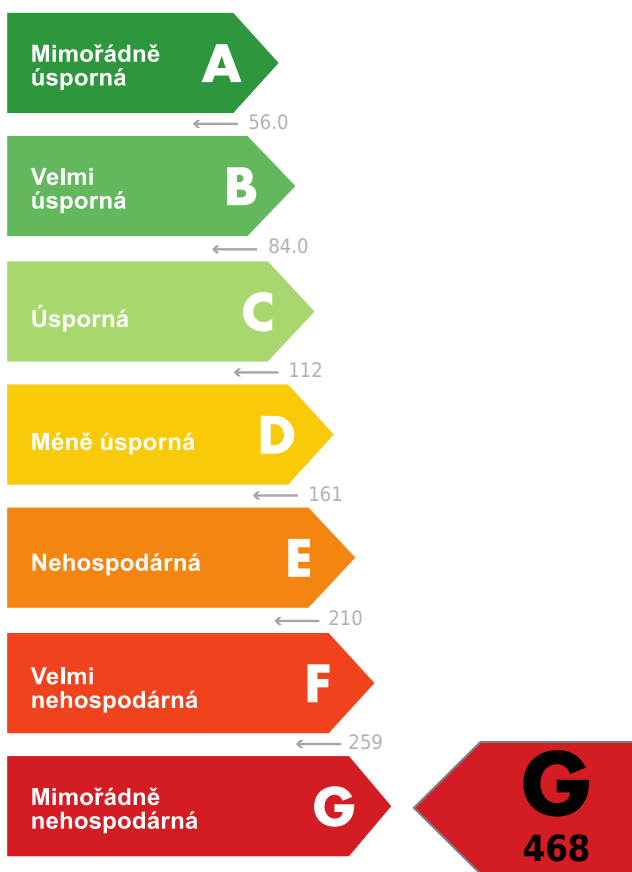 Mimořádně
úsporná
A
← 56.0
Velmi
úsporná
B
← 84.0
Úsporná
C
← 112
Méně úsporná
D
← 161
Nehospodárná
E
← 210
Velmi
nehospodárná
F
← 259
Mimořádně
nehospodárná
G
G
468